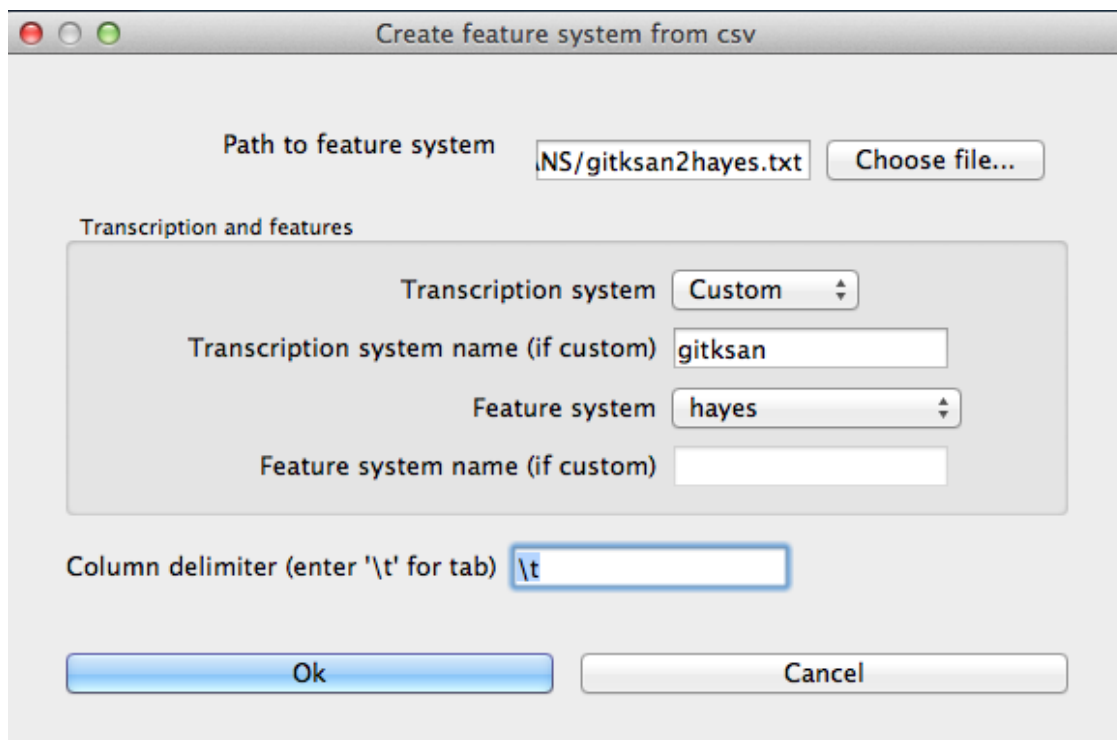 Create feature system from csv
Path to feature system \NS/gitksan2hayes.txt Choose file...
Transcription and features
Transcription system Custom
Transcription system name (if custom) gitksan
Feature system hayes
Feature system name (if custom)
Column delimiter (enter '\t' for tab) \t
Ok Cancel